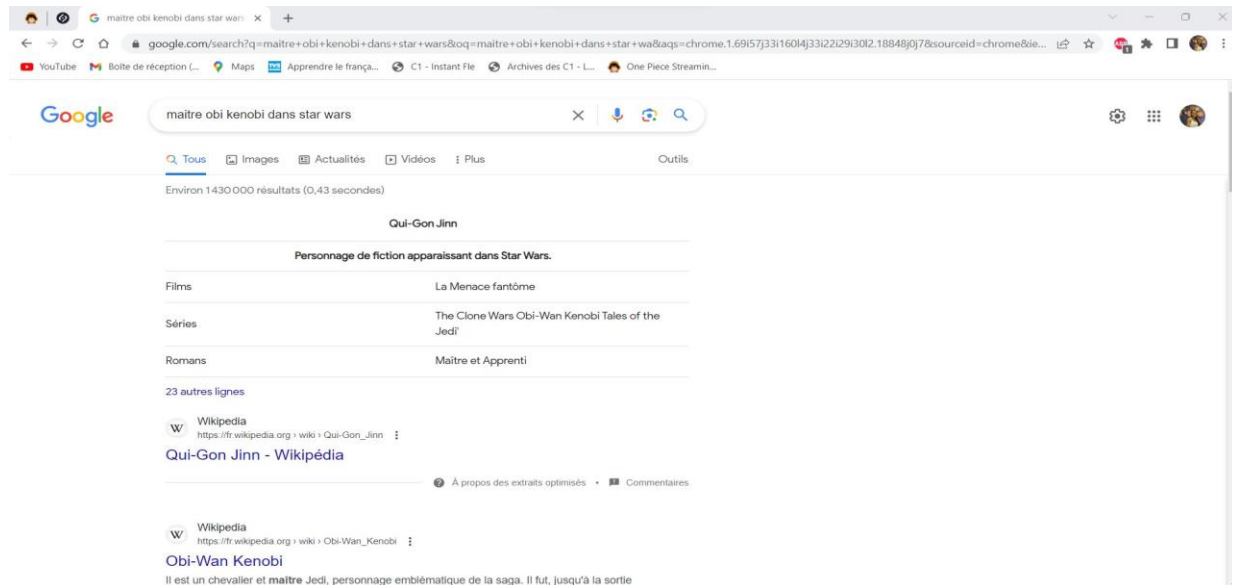 maitre obi kenobi dans star wars
google.com/search?q=maitre+obi+kenobi+dans+star+wars&oq=maitre+obi+kenobi+dans+star+wa&aqs=chrome.1.69i57j33i160l4j33i22i29i30l2.18848j0j7&sourceid=chrome&ie...
YouTube Boîte de réception (... Maps Apprendre le frança... C1 - Instant Fle Archives des C1 - L... One Piece Streamin...
Google maitre obi kenobi dans star wars
Tous Images Actualités Vidéos Plus Outils
Environ 1 430 000 résultats (0,43 secondes)
Qui-Gon Jinn
Personnage de fiction apparaissant dans Star Wars.
Films La Menace fantôme
Séries The Clone Wars Obi-Wan Kenobi Tales of the
Jedi'
Romans Maître et Apprenti
23 autres lignes
W Wikipedia
https://fr.wikipedia.org › wiki › Qui-Gon_Jinn
Qui-Gon Jinn - Wikipédia
À propos des extraits optimisés • Commentaires
W Wikipedia
https://fr.wikipedia.org › wiki › Obi-Wan_Kenobi
Obi-Wan Kenobi
Il est un chevalier et maître Jedi, personnage emblématique de la saga. Il fut, jusqu'à la sortie